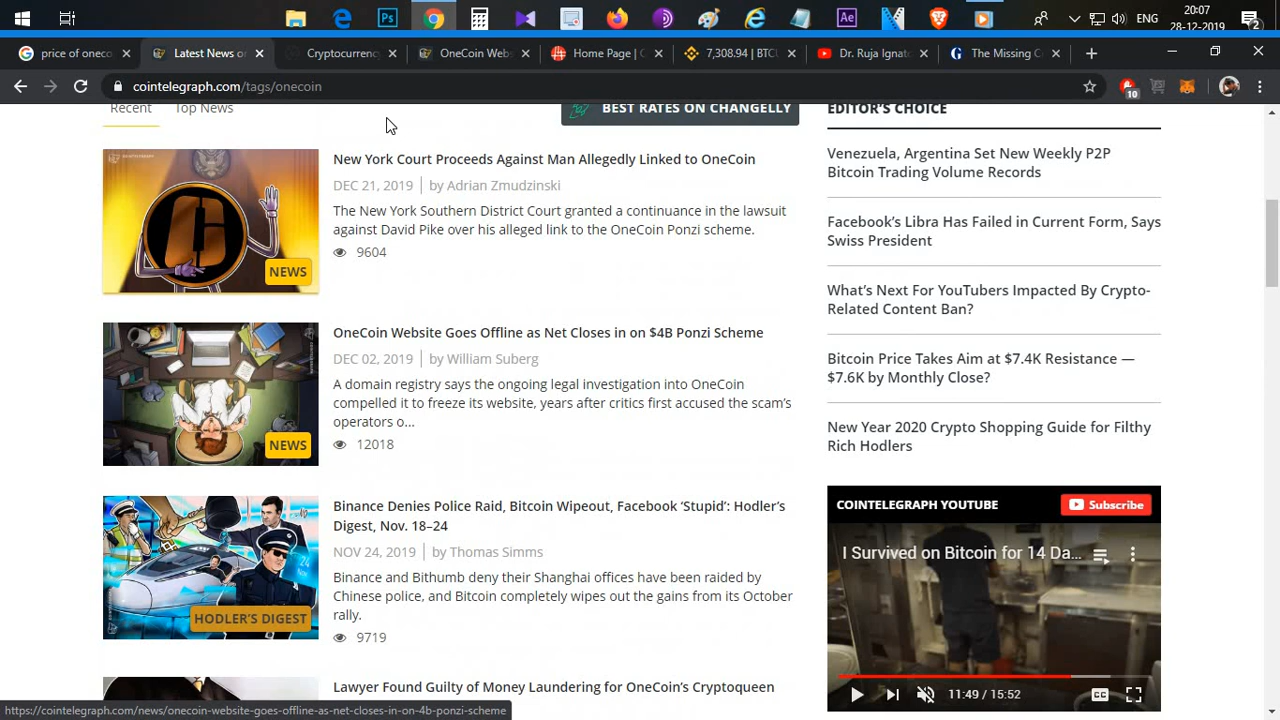 20:07
ENG
28-12-2019
2
price of oneco
Latest News on
Cryptocurrenc
OneCoin Webs
Home Page | C
7,308.94 | BTCU
Dr. Ruja Ignato
The Missing C
cointelegraph.com/tags/onecoin
10
Recent
Top News
BEST RATES ON CHANGELLY
New York Court Proceeds Against Man Allegedly Linked to OneCoin
DEC 21, 2019 | by Adrian Zmudzinski
The New York Southern District Court granted a continuance in the lawsuit
against David Pike over his alleged link to the OneCoin Ponzi scheme.
9604
NEWS
OneCoin Website Goes Offline as Net Closes in on $4B Ponzi Scheme
DEC 02, 2019 | by William Suberg
A domain registry says the ongoing legal investigation into OneCoin
compelled it to freeze its website, years after critics first accused the scam's
operators o...
12018
NEWS
Binance Denies Police Raid, Bitcoin Wipeout, Facebook ‘Stupid’: Hodler’s
Digest, Nov. 18–24
NOV 24, 2019 | by Thomas Simms
Binance and Bithumb deny their Shanghai offices have been raided by
Chinese police, and Bitcoin completely wipes out the gains from its October
rally.
9719
HODLER'S DIGEST
Lawyer Found Guilty of Money Laundering for OneCoin's Cryptoqueen
EDITOR'S CHOICE
Venezuela, Argentina Set New Weekly P2P
Bitcoin Trading Volume Records
Facebook’s Libra Has Failed in Current Form, Says
Swiss President
What’s Next For YouTubers Impacted By Crypto-
Related Content Ban?
Bitcoin Price Takes Aim at $7.4K Resistance —
$7.6K by Monthly Close?
New Year 2020 Crypto Shopping Guide for Filthy
Rich Hodlers
COINTELEGRAPH YOUTUBE
Subscribe
I Survived on Bitcoin for 14 Da...
11:49 / 15:52
CC
https://cointelegraph.com/news/onecoin-website-goes-offline-as-net-closes-in-on-4b-ponzi-scheme